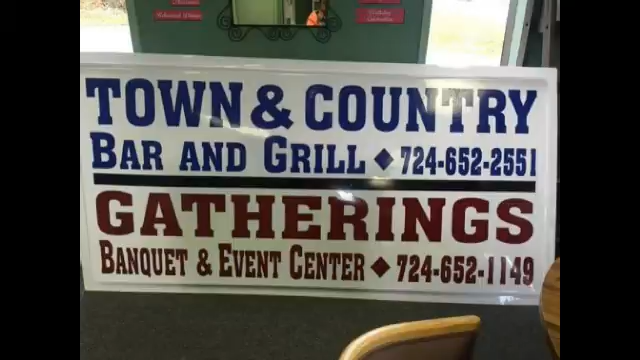 TOWN & COUNTRY
BAR AND GRILL ♦ 724-652-2551
GATHERINGS
BANQUET & EVENT CENTER ♦ 724-652-1149